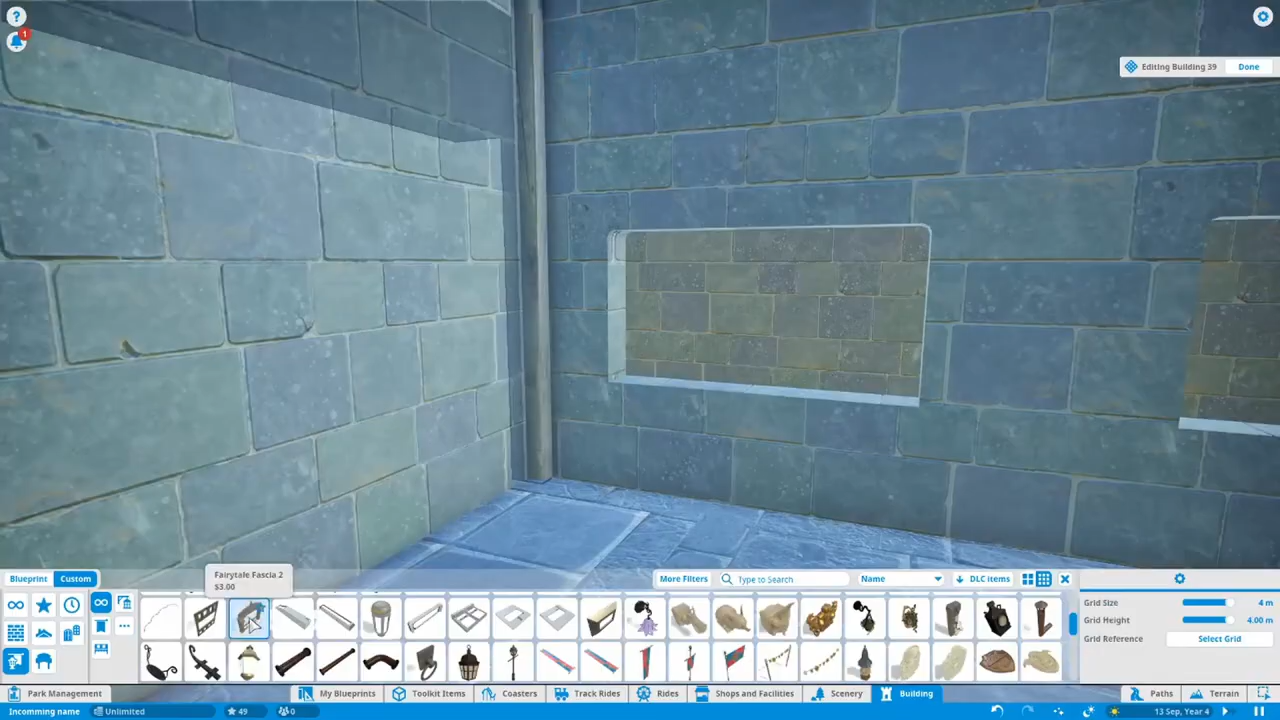 ?
1
Editing Building 39 Done
Fairytale Fascia 2
$3.00
Blueprint Custom More Filters Type to Search Name DLC items
Grid Size 4 m
Grid Height 4.00 m
Grid Reference Select Grid
Park Management My Blueprints Toolkit Items Coasters Track Rides Rides Shops and Facilities Scenery Building Paths Terrain
Incomming name Unlimited 49 0 13 Sep, Year 4